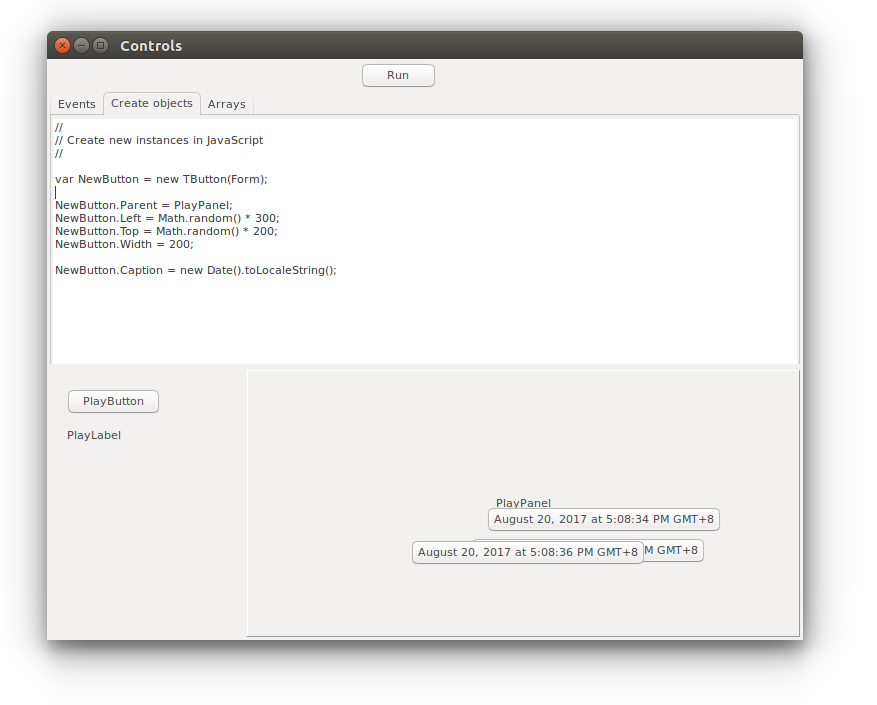 Controls
Run
Events Create objects Arrays
//
// Create new instances in JavaScript
//
var NewButton = new TButton(Form);
NewButton.Parent = PlayPanel;
NewButton.Left = Math.random() * 300;
NewButton.Top = Math.random() * 200;
NewButton.Width = 200;
NewButton.Caption = new Date().toLocaleString();
PlayButton
PlayLabel
PlayPanel
August 20, 2017 at 5:08:34 PM GMT+8
August 20, 2017 at 5:08:36 PM GMT+8 M GMT+8